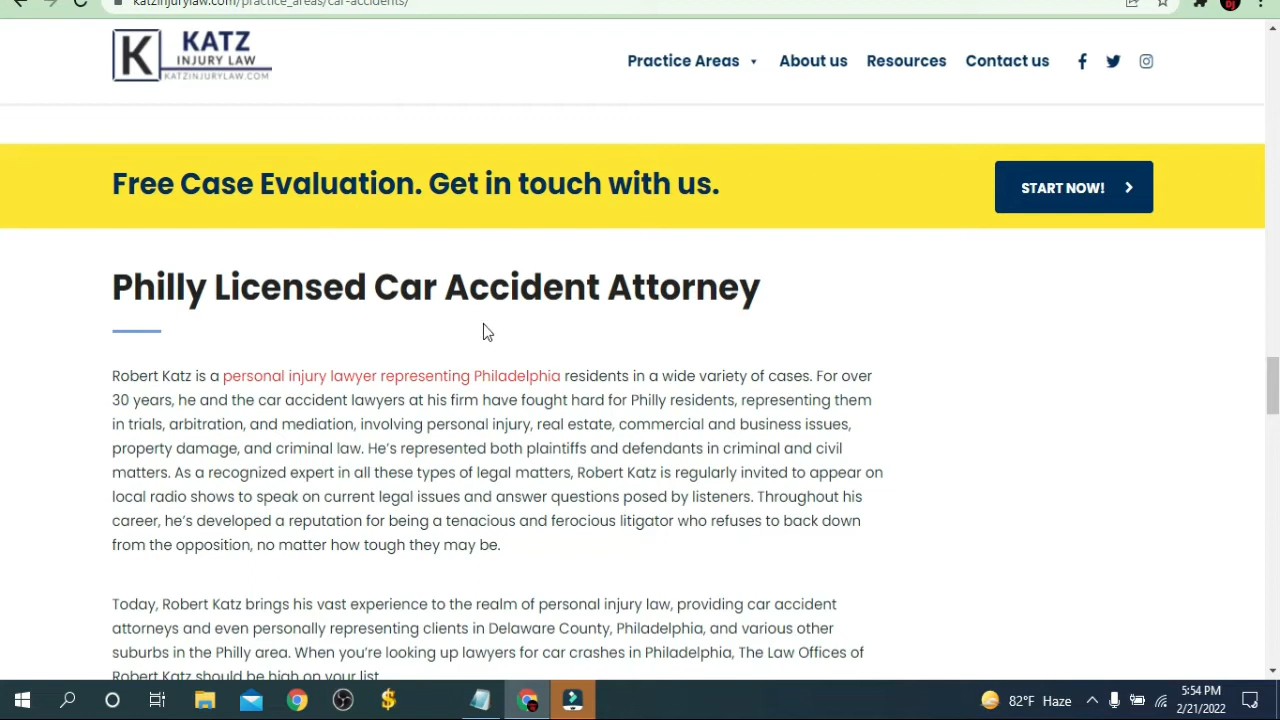 katzinjurylaw.com/practice_areas/car-accidents/
DJ
K
KATZ
INJURY LAW
KATZINJURYLAW.COM
Practice Areas
About us
Resources
Contact us
Free Case Evaluation. Get in touch with us.
START NOW!
Philly Licensed Car Accident Attorney
Robert Katz is a personal injury lawyer representing Philadelphia residents in a wide variety of cases. For over
30 years, he and the car accident lawyers at his firm have fought hard for Philly residents, representing them
in trials, arbitration, and mediation, involving personal injury, real estate, commercial and business issues,
property damage, and criminal law. He’s represented both plaintiffs and defendants in criminal and civil
matters. As a recognized expert in all these types of legal matters, Robert Katz is regularly invited to appear on
local radio shows to speak on current legal issues and answer questions posed by listeners. Throughout his
career, he’s developed a reputation for being a tenacious and ferocious litigator who refuses to back down
from the opposition, no matter how tough they may be.
Today, Robert Katz brings his vast experience to the realm of personal injury law, providing car accident
attorneys and even personally representing clients in Delaware County, Philadelphia, and various other
suburbs in the Philly area. When you’re looking up lawyers for car crashes in Philadelphia, The Law Offices of
Robert Katz should be high on your list.
82°F Haze
5:54 PM
2/21/2022